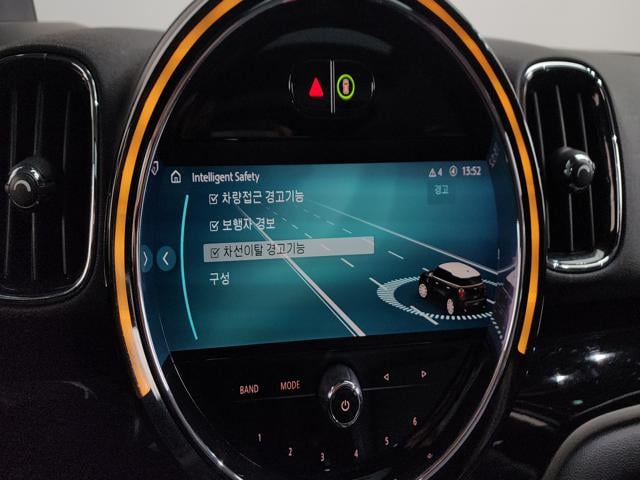 Intelligent Safety
4
13:52
차량접근 경고기능
경고
보행자 경보
차선이탈 경고기능
구성
BAND
MODE
1
2
3
4
5
6